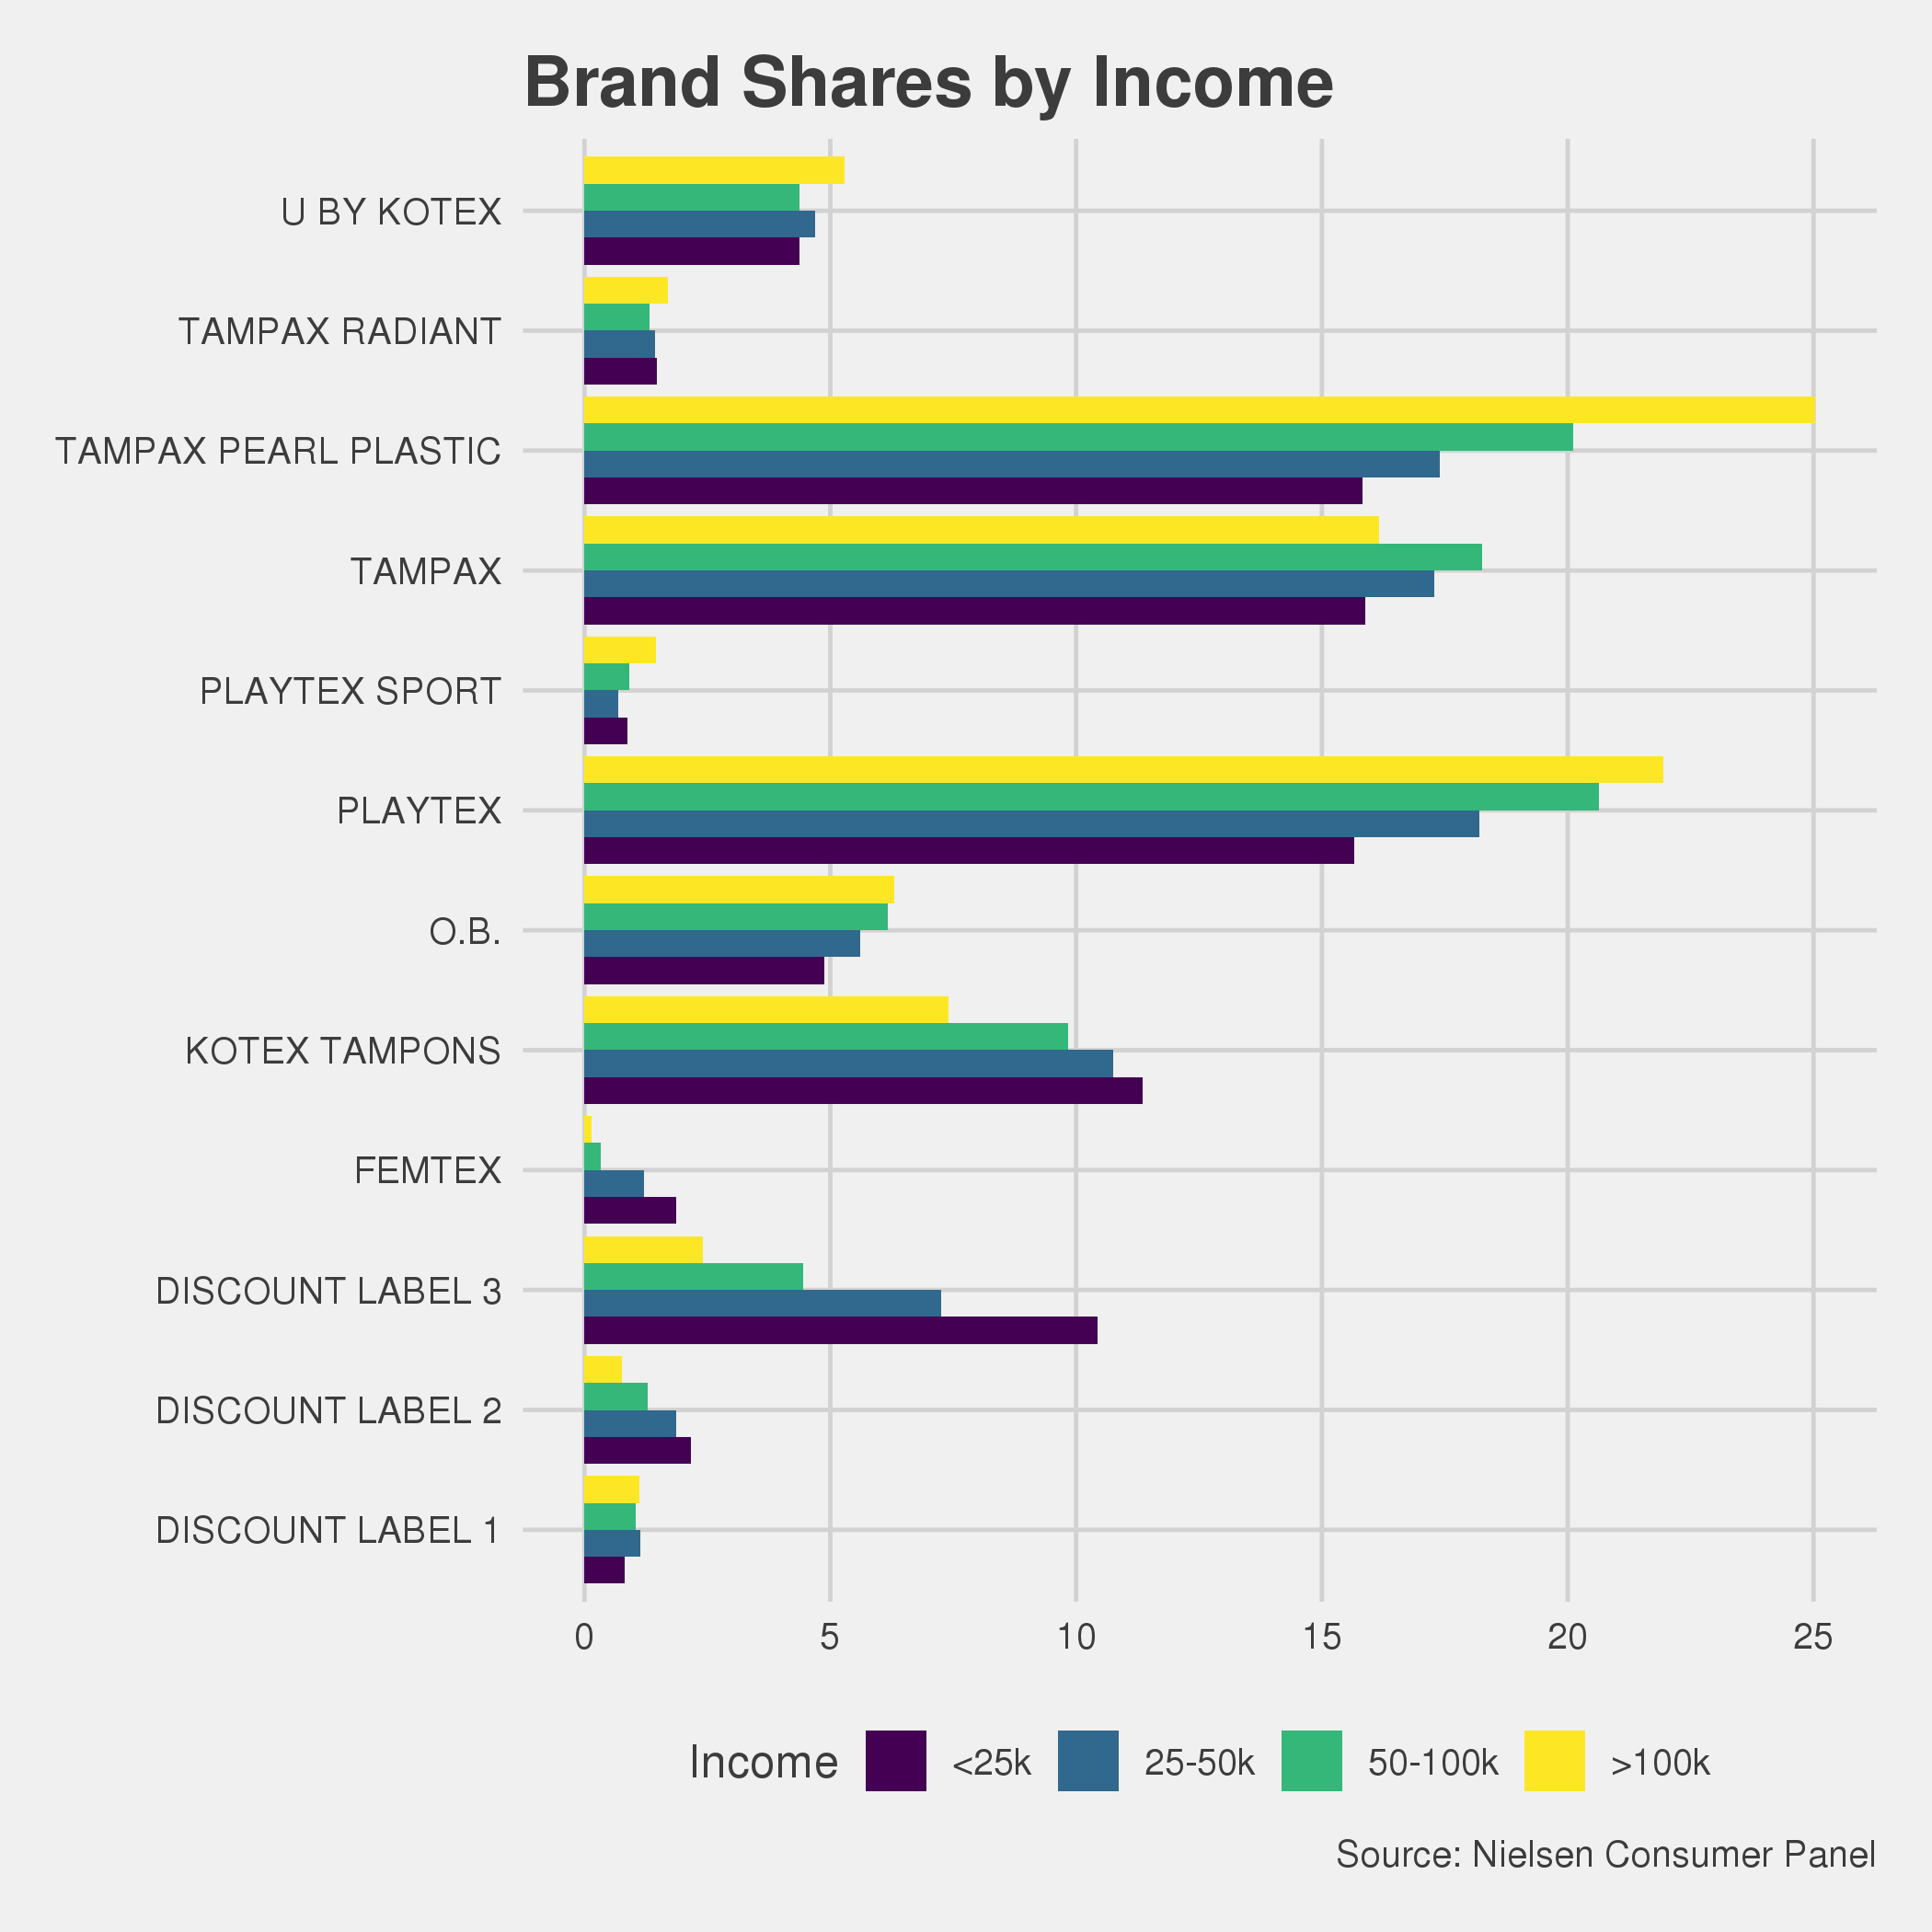 Brand Shares by Income
U BY KOTEX
TAMPAX RADIANT
TAMPAX PEARL PLASTIC
TAMPAX
PLAYTEX SPORT
PLAYTEX
O.B.
KOTEX TAMPONS
FEMTEX
DISCOUNT LABEL 3
DISCOUNT LABEL 2
DISCOUNT LABEL 1
0 5 10 15 20 25
Income <25k 25-50k 50-100k >100k
Source: Nielsen Consumer Panel